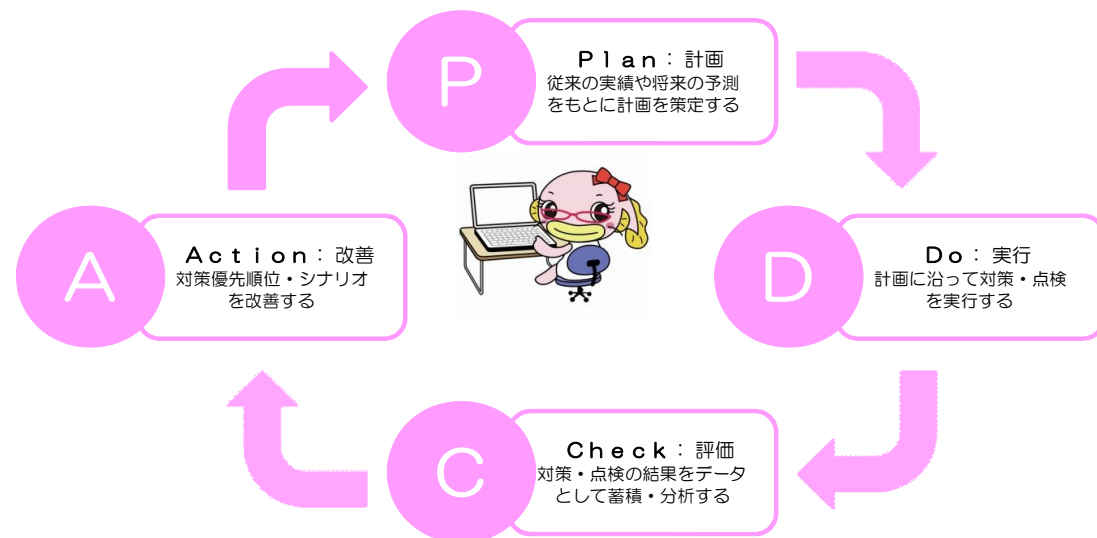 P
Plan：計画
従来の実績や将来の予測
をもとに計画を策定する
D
Do：実行
計画に沿って対策・点検
を実行する
C
Check：評価
対策・点検の結果をデータ
として蓄積・分析する
A
Action：改善
対策優先順位・シナリオ
を改善する